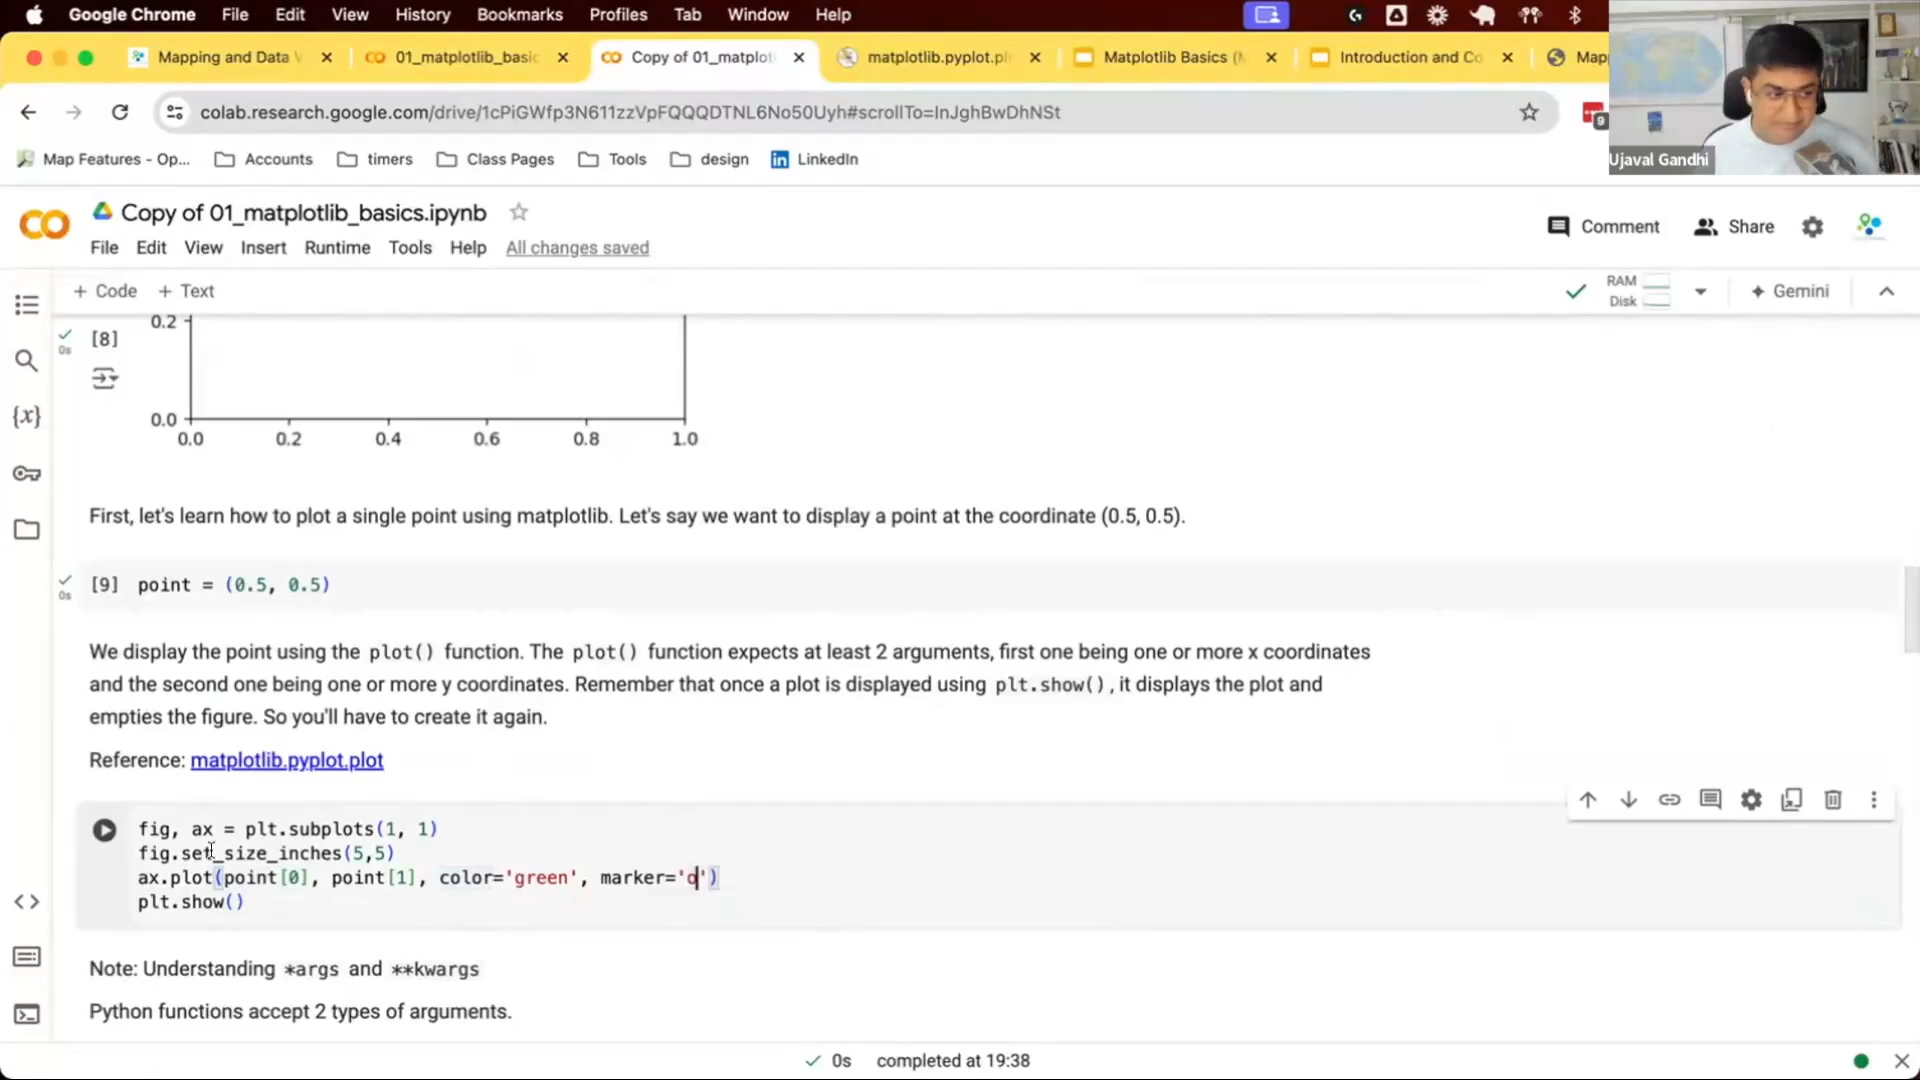 Google Chrome File Edit View History Bookmarks Profiles Tab Window Help
Mapping and Data V
01_matplotlib_basic
Copy of 01_matplotl
matplotlib.pyplot.pl
Matplotlib Basics (M
Introduction and Co
Mapp
colab.research.google.com/drive/1cPiGWfp3N611zzVpFQQQDTNL6No50Uyh#scrollTo=InJghBwDhNSt
9
Ujaval Gandhi
Map Features - Op...
Accounts
timers
Class Pages
Tools
design
LinkedIn
Copy of 01_matplotlib_basics.ipynb
Comment
Share
File Edit View Insert Runtime Tools Help All changes saved
+ Code + Text
RAM
Disk
Gemini
0.2
[8]
0s
0.0
0.0 0.2 0.4 0.6 0.8 1.0
First, let's learn how to plot a single point using matplotlib. Let's say we want to display a point at the coordinate (0.5, 0.5).
[9] point = (0.5, 0.5)
0s
We display the point using the plot() function. The plot() function expects at least 2 arguments, first one being one or more x coordinates
and the second one being one or more y coordinates. Remember that once a plot is displayed using plt.show(), it displays the plot and
empties the figure. So you'll have to create it again.
Reference: matplotlib.pyplot.plot
fig, ax = plt.subplots(1, 1)
fig.set_size_inches(5,5)
ax.plot(point[0], point[1], color='green', marker='o')
plt.show()
Note: Understanding *args and **kwargs
Python functions accept 2 types of arguments.
0s completed at 19:38